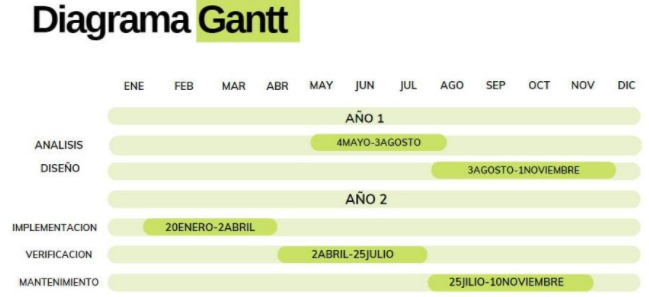 Diagrama Gantt
ENE FEB MAR ABR MAY JUN JUL AGO SEP OCT NOV DIC
AÑO 1
ANALISIS 4MAYO-3AGOSTO
DISEÑO 3AGOSTO-1NOVIEMBRE
AÑO 2
IMPLEMENTACION 20ENERO-2ABRIL
VERIFICACION 2ABRIL-25JULIO
MANTENIMIENTO 25JILIO-10NOVIEMBRE